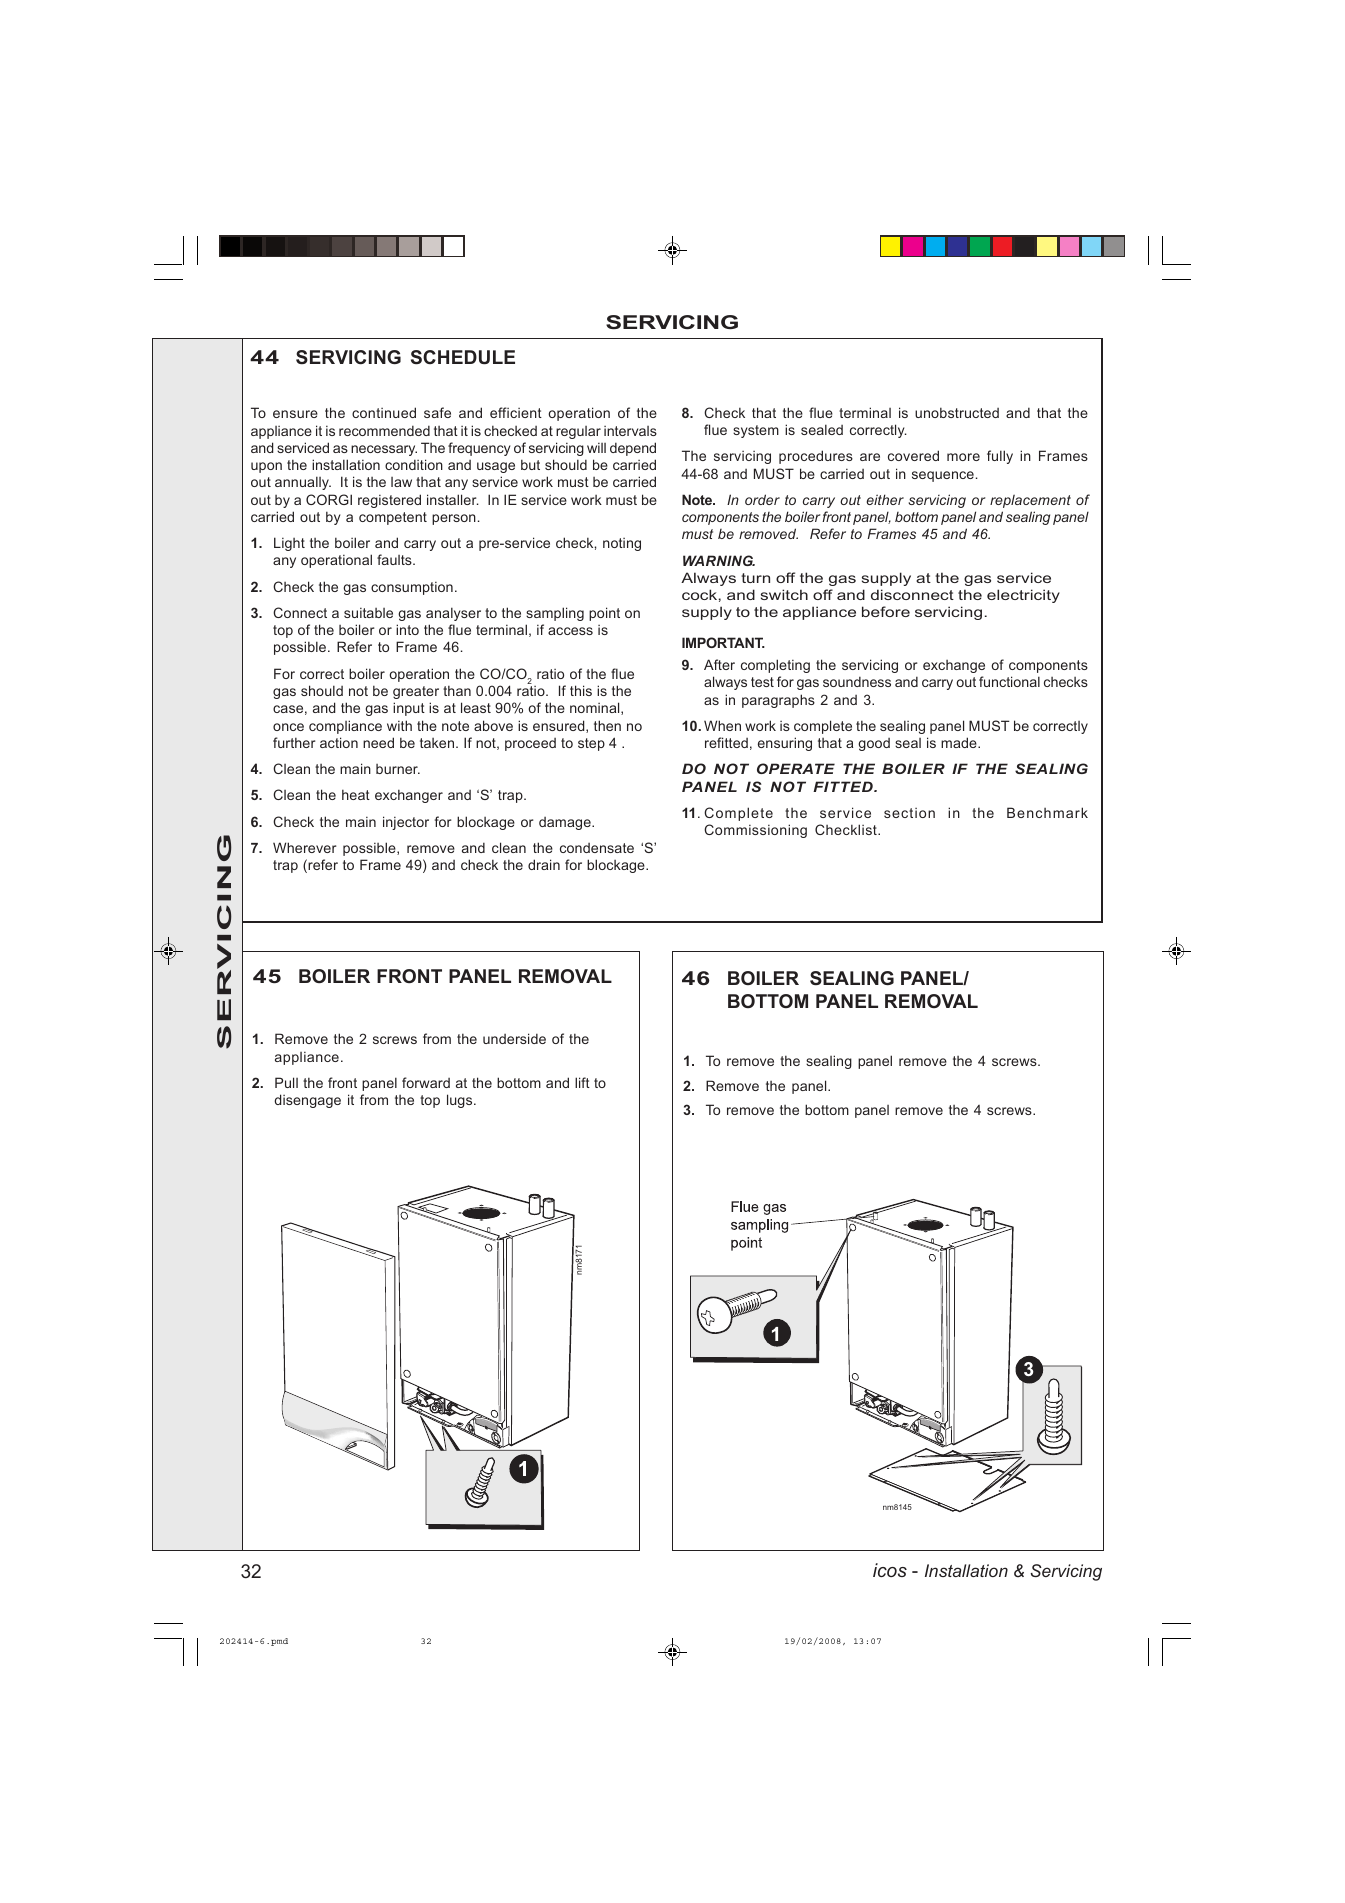 SERVICING
44 SERVICING SCHEDULE
To ensure the continued safe and efficient operation of the
appliance it is recommended that it is checked at regular intervals
and serviced as necessary. The frequency of servicing will depend
upon the installation condition and usage but should be carried
out annually. It is the law that any service work must be carried
out by a CORGI registered installer. In IE service work must be
carried out by a competent person.
1. Light the boiler and carry out a pre-service check, noting
any operational faults.
2. Check the gas consumption.
3. Connect a suitable gas analyser to the sampling point on
top of the boiler or into the flue terminal, if access is
possible. Refer to Frame 46.
For correct boiler operation the CO/CO2 ratio of the flue
gas should not be greater than 0.004 ratio. If this is the
case, and the gas input is at least 90% of the nominal,
once compliance with the note above is ensured, then no
further action need be taken. If not, proceed to step 4 .
4. Clean the main burner.
5. Clean the heat exchanger and ‘S’ trap.
6. Check the main injector for blockage or damage.
7. Wherever possible, remove and clean the condensate ‘S’
trap (refer to Frame 49) and check the drain for blockage.
8. Check that the flue terminal is unobstructed and that the
flue system is sealed correctly.
The servicing procedures are covered more fully in Frames
44-68 and MUST be carried out in sequence.
Note. In order to carry out either servicing or replacement of
components the boiler front panel, bottom panel and sealing panel
must be removed. Refer to Frames 45 and 46.
WARNING.
Always turn off the gas supply at the gas service
cock, and switch off and disconnect the electricity
supply to the appliance before servicing.
IMPORTANT.
9. After completing the servicing or exchange of components
always test for gas soundness and carry out functional checks
as in paragraphs 2 and 3.
10. When work is complete the sealing panel MUST be correctly
refitted, ensuring that a good seal is made.
DO NOT OPERATE THE BOILER IF THE SEALING
PANEL IS NOT FITTED.
11. Complete the service section in the Benchmark
Commissioning Checklist.
SERVICING
45 BOILER FRONT PANEL REMOVAL
1. Remove the 2 screws from the underside of the
appliance.
2. Pull the front panel forward at the bottom and lift to
disengage it from the top lugs.
nm8171
1
46 BOILER SEALING PANEL/
BOTTOM PANEL REMOVAL
1. To remove the sealing panel remove the 4 screws.
2. Remove the panel.
3. To remove the bottom panel remove the 4 screws.
Flue gas
sampling
point
1
3
nm8145
32
icos - Installation & Servicing
202414-6.pmd 32 19/02/2008, 13:07